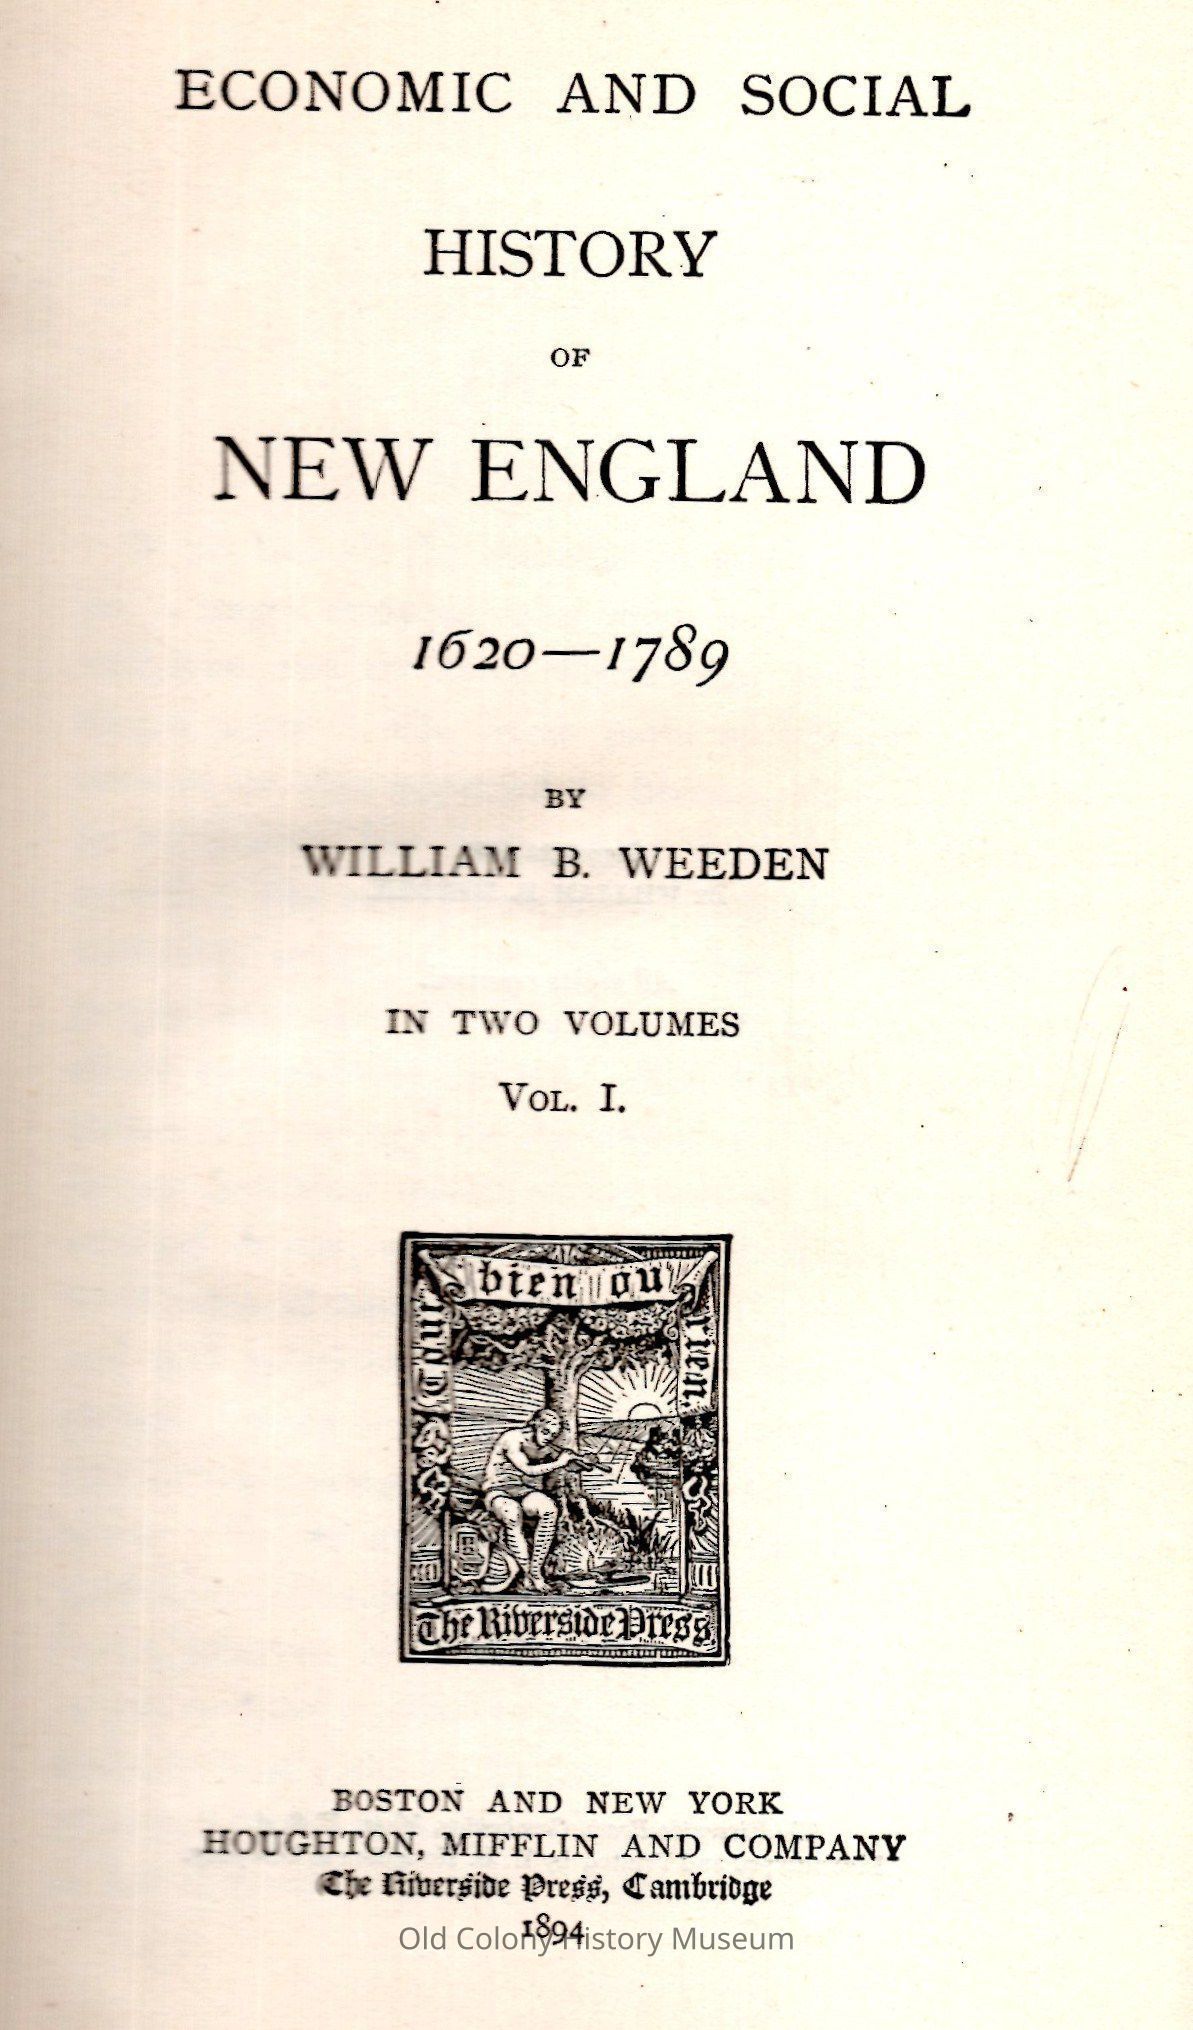 ECONOMIC AND SOCIAL
HISTORY
OF
NEW ENGLAND
1620—1789
BY
WILLIAM B. WEEDEN
IN TWO VOLUMES
VOL. I.
Tout bien ou rien.
The Riverside Press
BOSTON AND NEW YORK
HOUGHTON, MIFFLIN AND COMPANY
The Riverside Press, Cambridge
1894
Old Colony History Museum